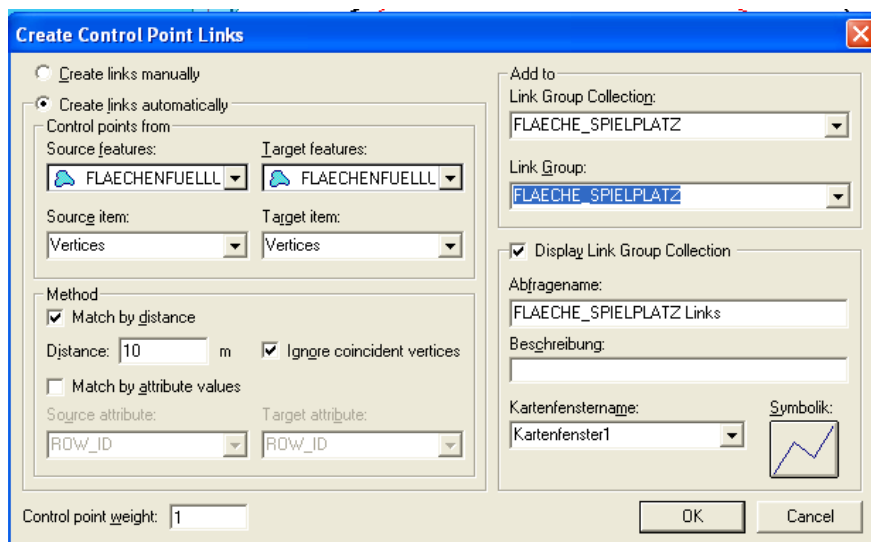 Create Control Point Links
Create links manually
Create links automatically
Control points from
Source features:
Target features:
FLAECHENFUELLL
FLAECHENFUELLL
Source item:
Target item:
Vertices
Vertices
Method
Match by distance
Distance: 10 m
Ignore coincident vertices
Match by attribute values
Source attribute:
Target attribute:
ROW_ID
ROW_ID
Control point weight: 1
Add to
Link Group Collection:
FLAECHE_SPIELPLATZ
Link Group:
FLAECHE_SPIELPLATZ
Display Link Group Collection
Abfragename:
FLAECHE_SPIELPLATZ Links
Beschreibung:
Kartenfenstername:
Symbolik:
Kartenfenster1
OK
Cancel